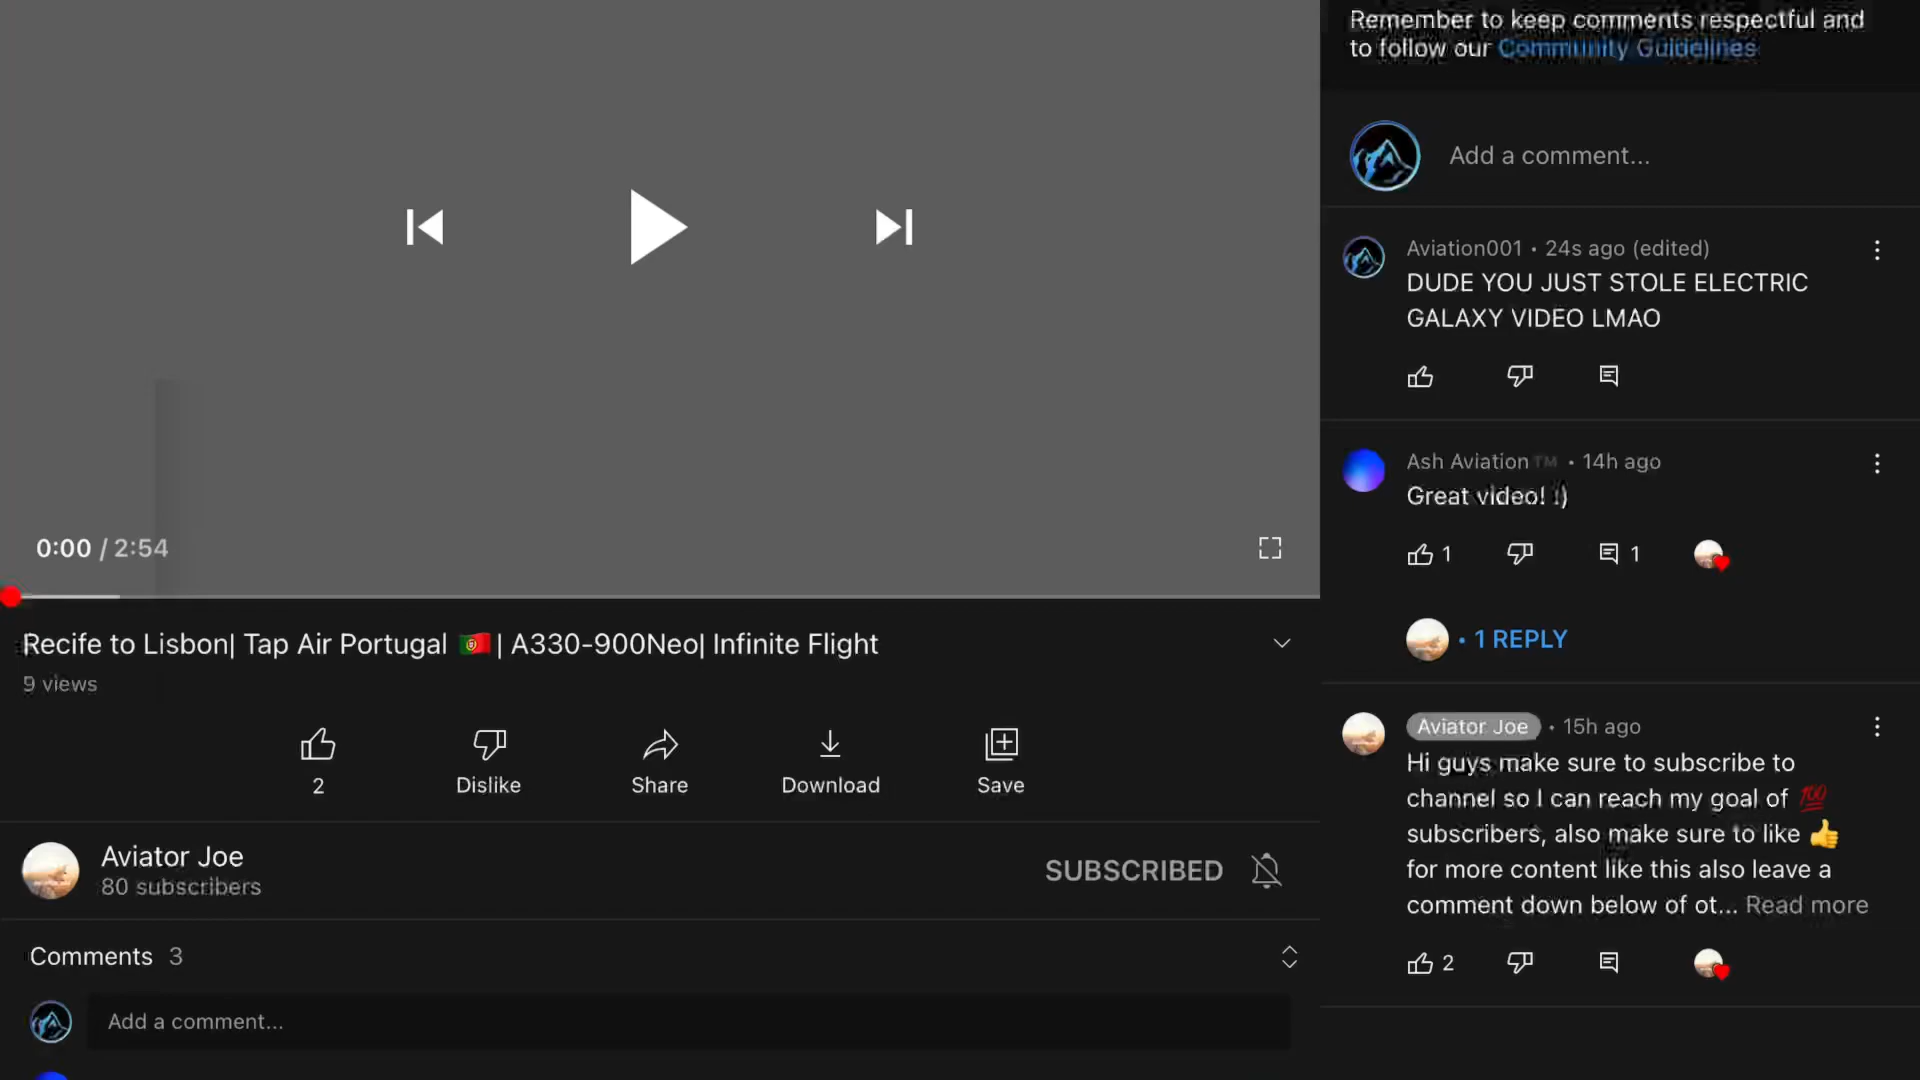 0:00 / 2:54
Recife to Lisbon| Tap Air Portugal 🇵🇹 | A330-900Neo| Infinite Flight
9 views
2
Dislike
Share
Download
Save
Aviator Joe
80 subscribers
SUBSCRIBED
Comments 3
Add a comment...
Remember to keep comments respectful and
to follow our Community Guidelines
Add a comment...
Aviation001 • 24s ago (edited)
DUDE YOU JUST STOLE ELECTRIC
GALAXY VIDEO LMAO
Ash Aviation™ • 14h ago
Great video! :)
1
1
• 1 REPLY
Aviator Joe • 15h ago
Hi guys make sure to subscribe to
channel so I can reach my goal of 💯
subscribers, also make sure to like 👍
for more content like this also leave a
comment down below of ot... Read more
2